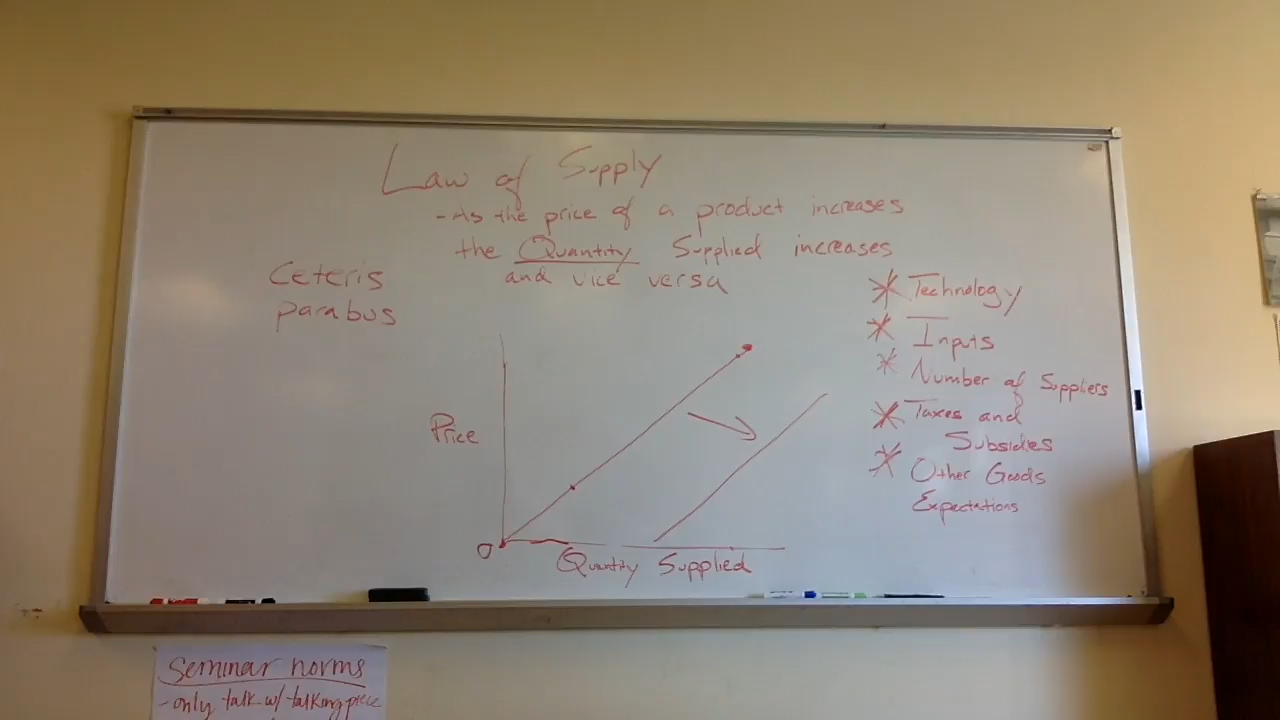 Law of Supply
- As the price of a product increases
the Quantity Supplied increases
and vice versa
Ceteris
parabus
* Technology
* Inputs
* Number of Suppliers
* Taxes and
Subsidies
* Other Goods
Expectations
Price
0
Quantity Supplied
Seminar norms
- only talk w/ talking piece